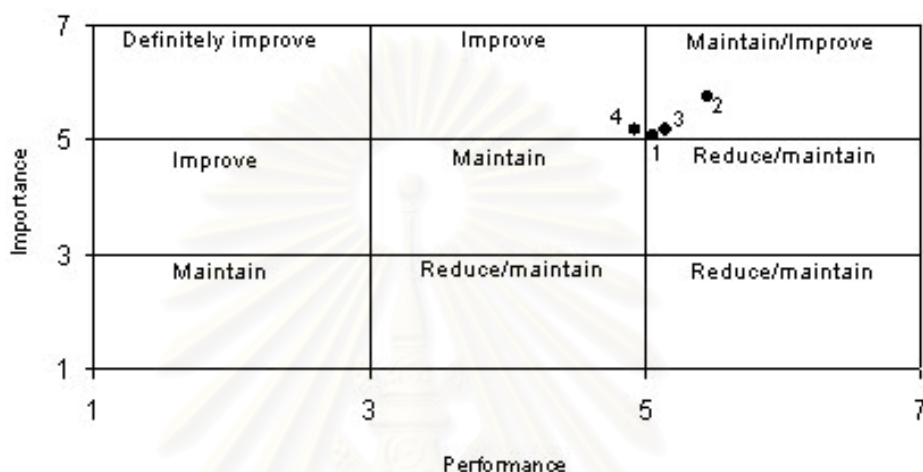 7
Definitely improve Improve Maintain/Improve
4 3 2
5
1
Improve Maintain Reduce/maintain
Importance
3
Maintain Reduce/maintain Reduce/maintain
1
1 3 5 7
Performance